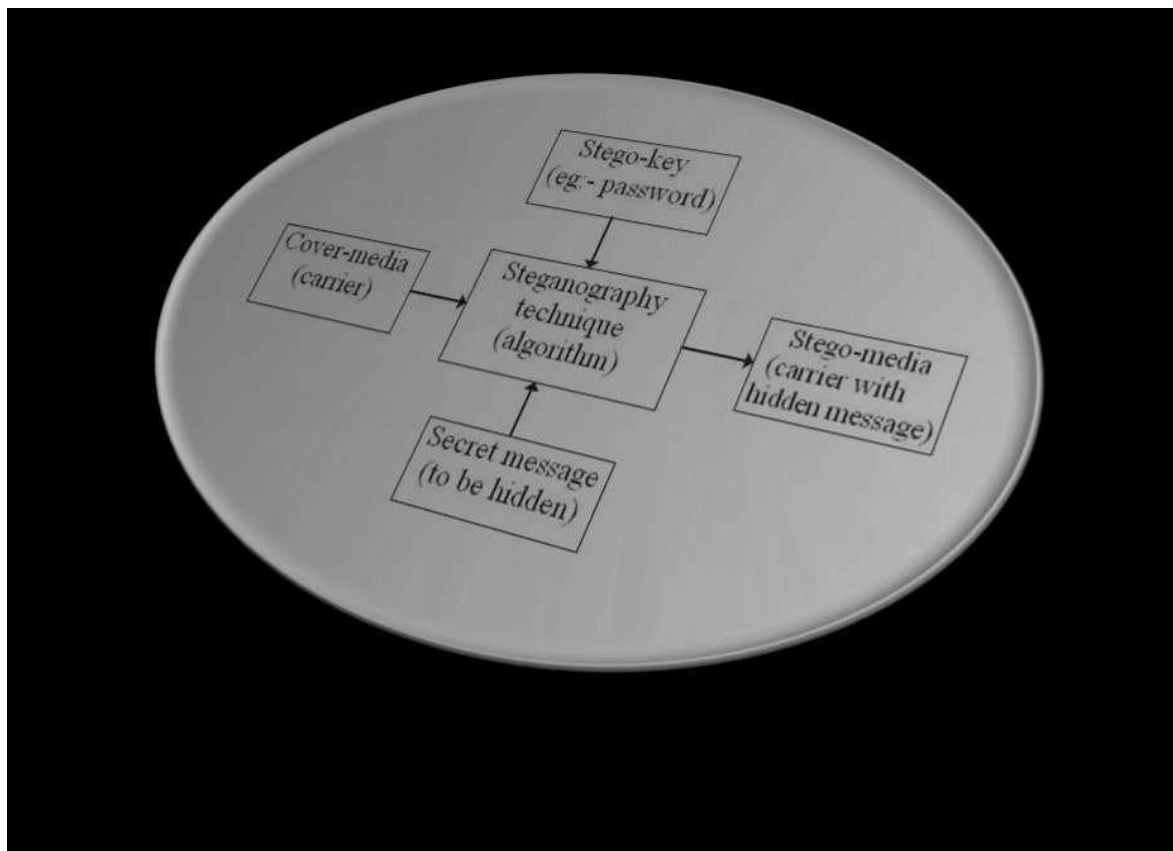 Stego-key
(eg:- password)
Cover-media
(carrier)
Steganography
technique
(algorithm)
Stego-media
(carrier with
hidden message)
Secret message
(to be hidden)